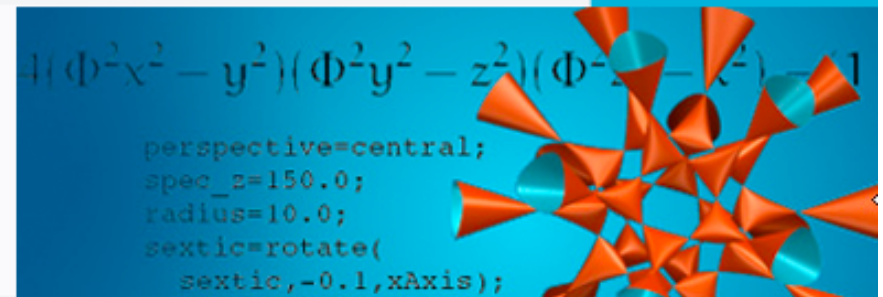 4(Φ²x² − y²)(Φ²y² − z²)(Φ²z² − x²) − (1
perspective=central;
spec_z=150.0;
radius=10.0;
sextic=rotate(
sextic,-0.1,xAxis);